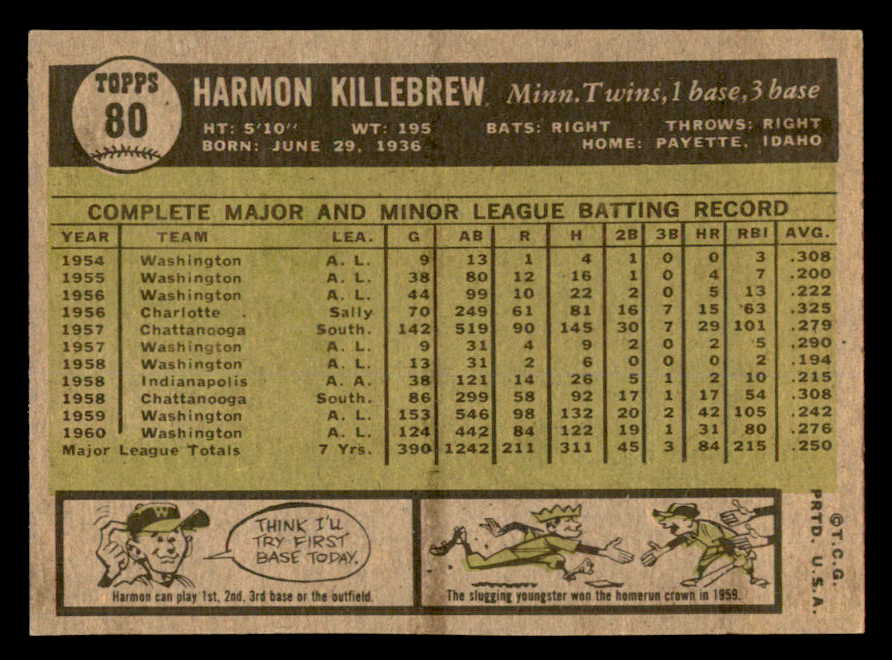 TOPPS
80
HARMON KILLEBREW Minn. Twins, 1 base, 3 base
HT: 5'10" WT: 195 BATS: RIGHT THROWS: RIGHT
BORN: JUNE 29, 1936 HOME: PAYETTE, IDAHO
COMPLETE MAJOR AND MINOR LEAGUE BATTING RECORD
YEAR TEAM LEA. G AB R H 2B 3B HR RBI AVG.
1954 Washington A. L. 9 13 1 4 1 0 0 3 .308
1955 Washington A. L. 38 80 12 16 1 0 4 7 .200
1956 Washington A. L. 44 99 10 22 2 0 5 13 .222
1956 Charlotte Sally 70 249 61 81 16 7 15 63 .325
1957 Chattanooga South. 142 519 90 145 30 7 29 101 .279
1957 Washington A. L. 9 31 4 9 2 0 2 5 .290
1958 Washington A. L. 13 31 2 6 0 0 0 2 .194
1958 Indianapolis A. A. 38 121 14 26 5 1 2 10 .215
1958 Chattanooga South. 86 299 58 92 17 1 17 54 .308
1959 Washington A. L. 153 546 98 132 20 2 42 105 .242
1960 Washington A. L. 124 442 84 122 19 1 31 80 .276
Major League Totals 7 Yrs. 390 1242 211 311 45 3 84 215 .250
W
THINK I'LL
TRY FIRST
BASE TODAY.
Harmon can play 1st, 2nd, 3rd base or the outfield.
The slugging youngster won the homerun crown in 1959.
©T.C.G.
PRTD. U.S.A.